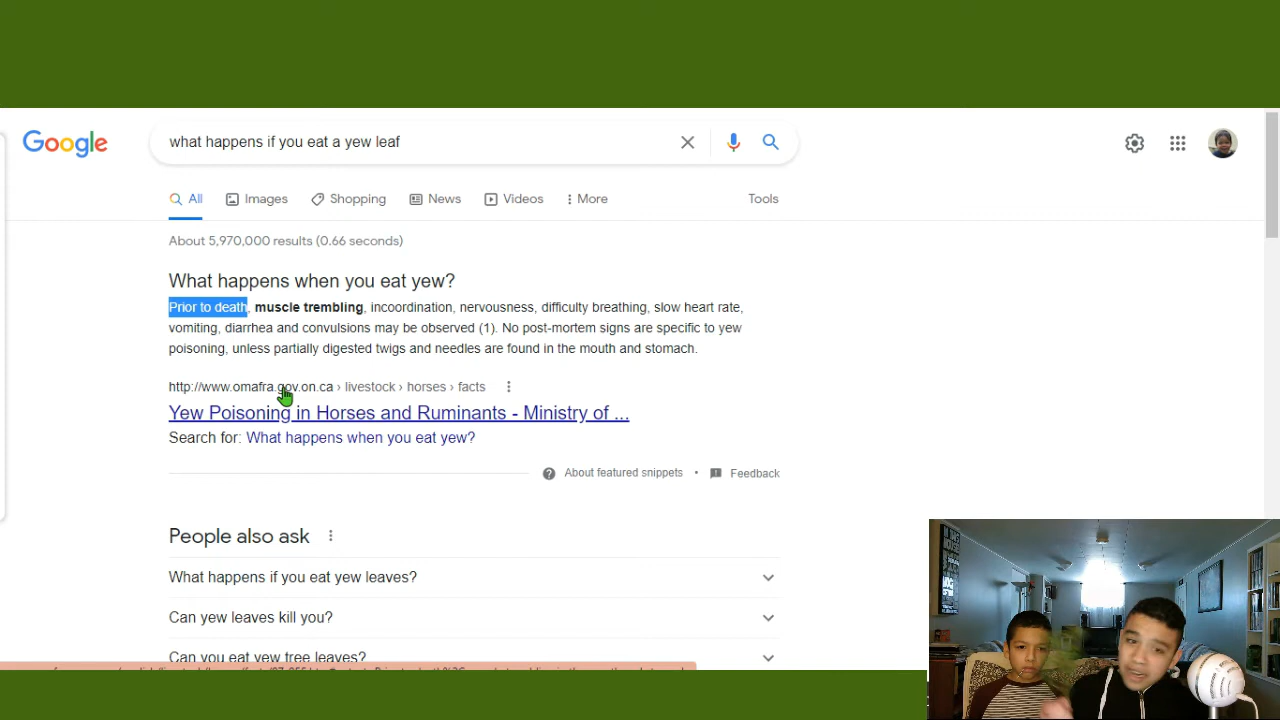 Google
what happens if you eat a yew leaf
All Images Shopping News Videos More Tools
About 5,970,000 results (0.66 seconds)
What happens when you eat yew?
Prior to death, muscle trembling, incoordination, nervousness, difficulty breathing, slow heart rate,
vomiting, diarrhea and convulsions may be observed (1). No post-mortem signs are specific to yew
poisoning, unless partially digested twigs and needles are found in the mouth and stomach.
http://www.omafra.gov.on.ca › livestock › horses › facts
Yew Poisoning in Horses and Ruminants - Ministry of ...
Search for: What happens when you eat yew?
About featured snippets • Feedback
People also ask
What happens if you eat yew leaves?
Can yew leaves kill you?
Can you eat yew tree leaves?